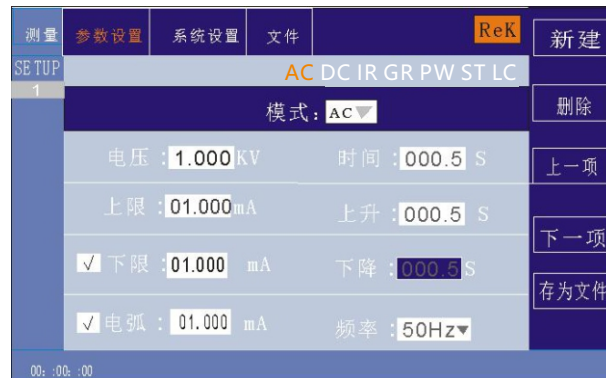 测量 参数设置 系统设置 文件 ReK 新建
SETUP AC DC IR GR PW ST LC
1
模式：AC 删除
电压：1.000 KV 时间：000.5 S 上一项
上限：01.000 mA 上升：000.5 S
√ 下限：01.000 mA 下降：000.5 S 下一项
√ 电弧：01.000 mA 频率：50Hz 存为文件
00：00：00